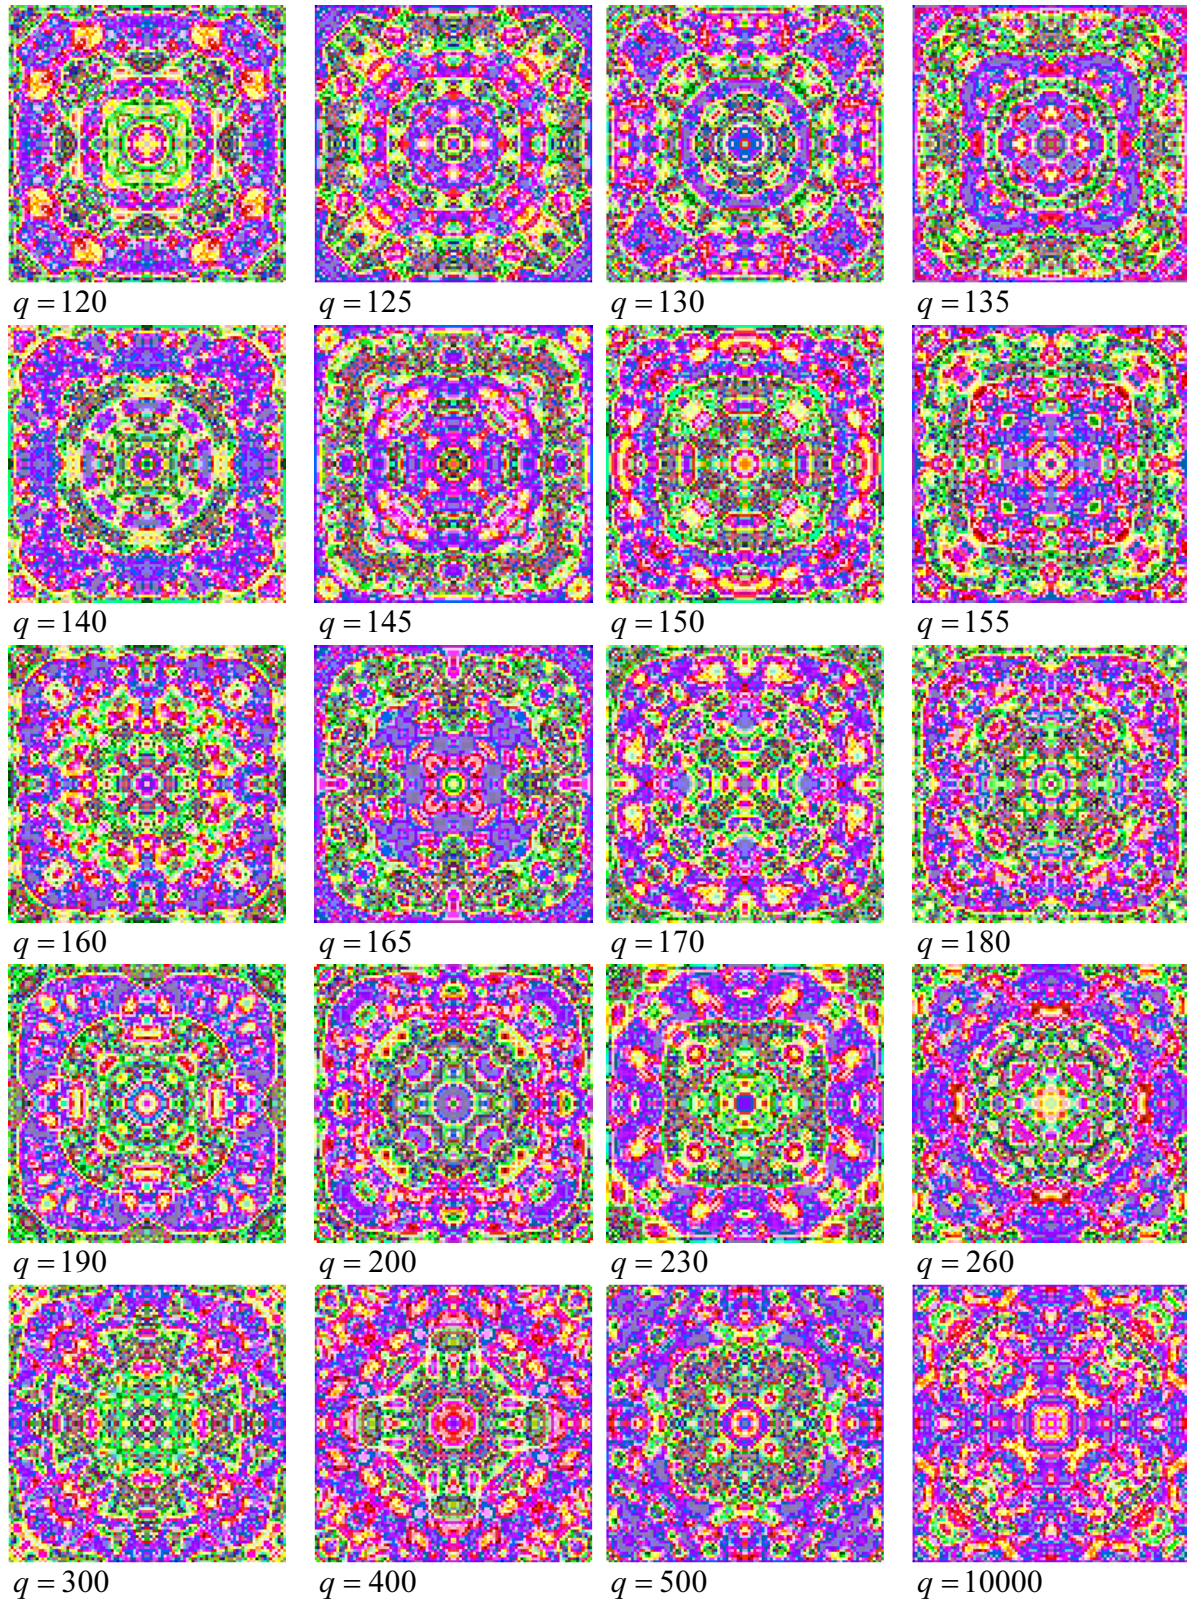 q = 120 q = 125 q = 130 q = 135
q = 140 q = 145 q = 150 q = 155
q = 160 q = 165 q = 170 q = 180
q = 190 q = 200 q = 230 q = 260
q = 300 q = 400 q = 500 q = 10000